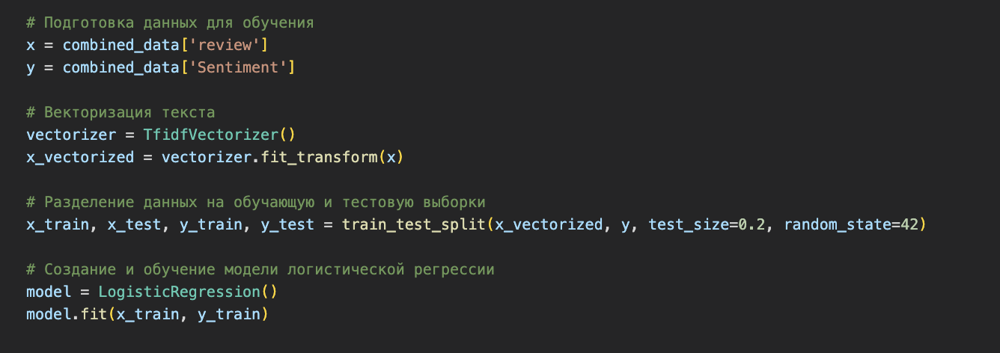 # Подготовка данных для обучения
x = combined_data['review']
y = combined_data['Sentiment']
# Векторизация текста
vectorizer = TfidfVectorizer()
x_vectorized = vectorizer.fit_transform(x)
# Разделение данных на обучающую и тестовую выборки
x_train, x_test, y_train, y_test = train_test_split(x_vectorized, y, test_size=0.2, random_state=42)
# Создание и обучение модели логистической регрессии
model = LogisticRegression()
model.fit(x_train, y_train)